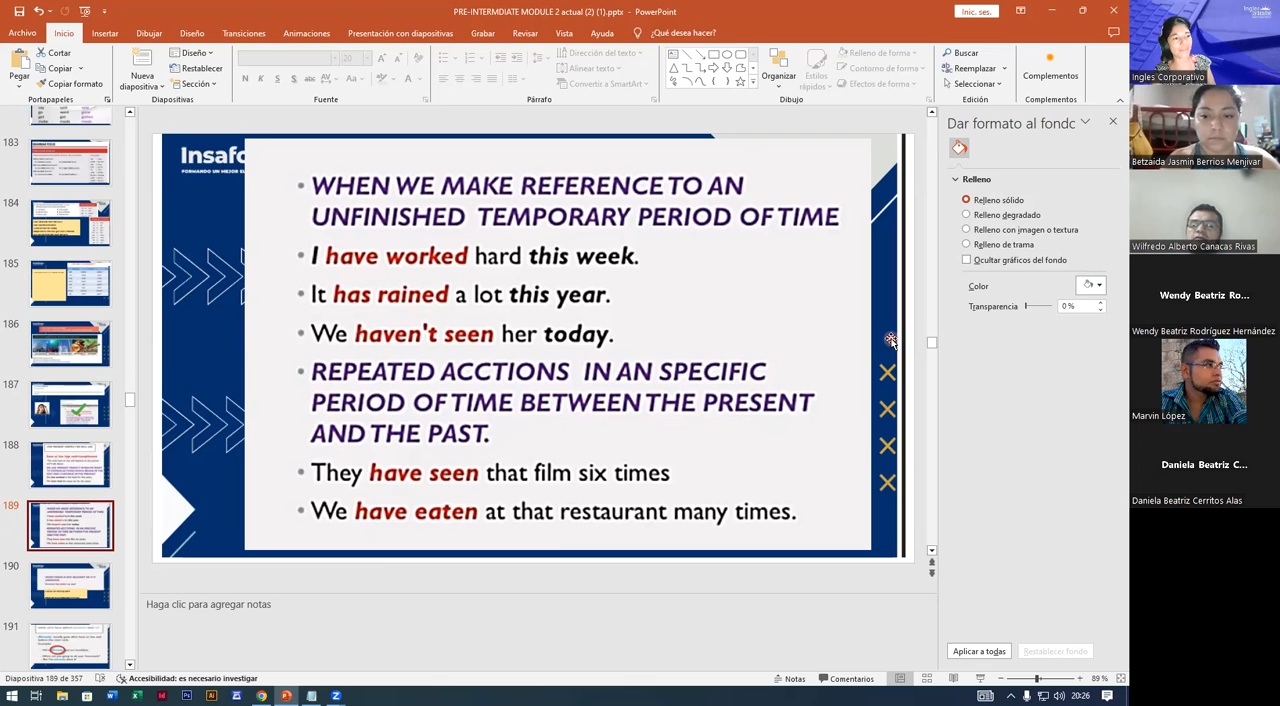 PRE-INTERMDIATE MODULE 2 actual (2) (1).pptx - PowerPoint
Inic. ses.
Archivo Inicio Insertar Dibujar Diseño Transiciones Animaciones Presentación con diapositivas Grabar Revisar Vista Ayuda ¿Qué desea hacer?
Pegar
Cortar
Copiar
Copiar formato
Portapapeles
Nueva diapositiva
Diseño
Restablecer
Sección
Diapositivas
20
N K S S abc AV Aa A
Fuente
Dirección del texto
Alinear texto
Convertir a SmartArt
Párrafo
Organizar
Estilos rápidos
Relleno de forma
Contorno de forma
Efectos de forma
Dibujo
Buscar
Reemplazar
Seleccionar
Edición
Complementos
Complementos
183
184
185
186
187
188
189
190
191
Insafo
FORMANDO UN MEJOR EL
WHEN WE MAKE REFERENCE TO AN
UNFINISHED TEMPORARY PERIOD OF TIME
I have worked hard this week.
It has rained a lot this year.
We haven't seen her today.
REPEATED ACCTIONS IN AN SPECIFIC
PERIOD OF TIME BETWEEN THE PRESENT
AND THE PAST.
They have seen that film six times
We have eaten at that restaurant many times.
Haga clic para agregar notas
Dar formato al fondo
Relleno
Relleno sólido
Relleno degradado
Relleno con imagen o textura
Relleno de trama
Ocultar gráficos del fondo
Color
Transparencia 0 %
Aplicar a todas Restablecer fondo
Ingles Corporativo
Betzaida Jasmin Berrios Menjivar
Wilfredo Alberto Canacas Rivas
Wendy Beatriz Ro...
Wendy Beatriz Rodríguez Hernández
Marvin López
Daniela Beatriz C...
Daniela Beatriz Cerritos Alas
Diapositiva 189 de 357 Accesibilidad: es necesario investigar Notas Comentarios 89 %
20:26